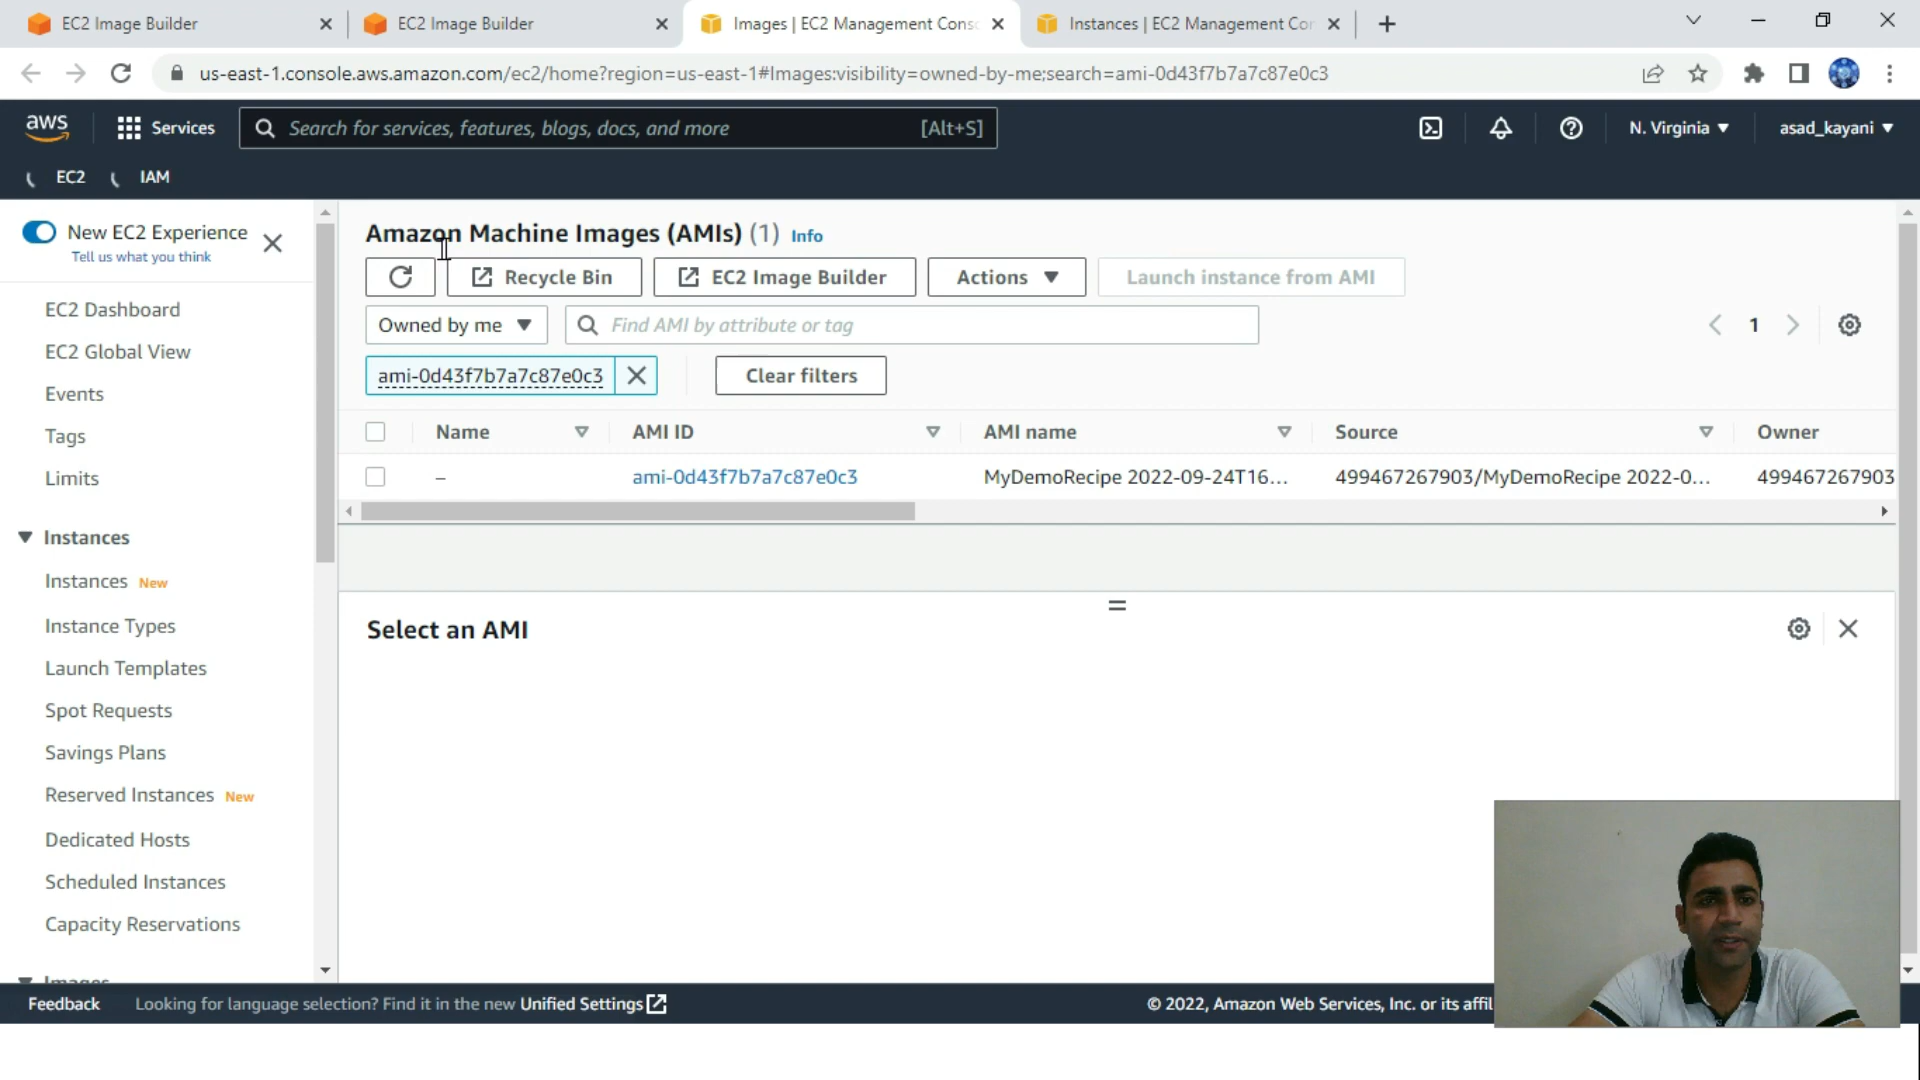 EC2 Image Builder
EC2 Image Builder
Images | EC2 Management Cons
Instances | EC2 Management Con
us-east-1.console.aws.amazon.com/ec2/home?region=us-east-1#Images:visibility=owned-by-me;search=ami-0d43f7b7a7c87e0c3
aws
Services
Search for services, features, blogs, docs, and more
[Alt+S]
N. Virginia
asad_kayani
EC2
IAM
New EC2 Experience
Tell us what you think
EC2 Dashboard
EC2 Global View
Events
Tags
Limits
Instances
Instances New
Instance Types
Launch Templates
Spot Requests
Savings Plans
Reserved Instances New
Dedicated Hosts
Scheduled Instances
Capacity Reservations
Images
Amazon Machine Images (AMIs) (1) Info
Recycle Bin
EC2 Image Builder
Actions
Launch instance from AMI
Owned by me
Find AMI by attribute or tag
1
ami-0d43f7b7a7c87e0c3
Clear filters
Name
AMI ID
AMI name
Source
Owner
–
ami-0d43f7b7a7c87e0c3
MyDemoRecipe 2022-09-24T16...
499467267903/MyDemoRecipe 2022-0...
499467267903
Select an AMI
Feedback
Looking for language selection? Find it in the new Unified Settings
© 2022, Amazon Web Services, Inc. or its affil